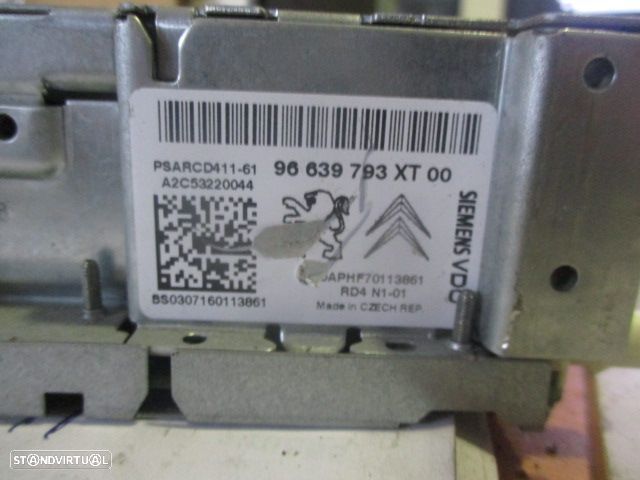 PSARCD411-61
96 639 793 XT 00
A2C53220044
SIEMENS VDO
APHF70113861
BS0307160113861
RD4 N1-01
Made in CZECH REP.
STANDVIRTUAL